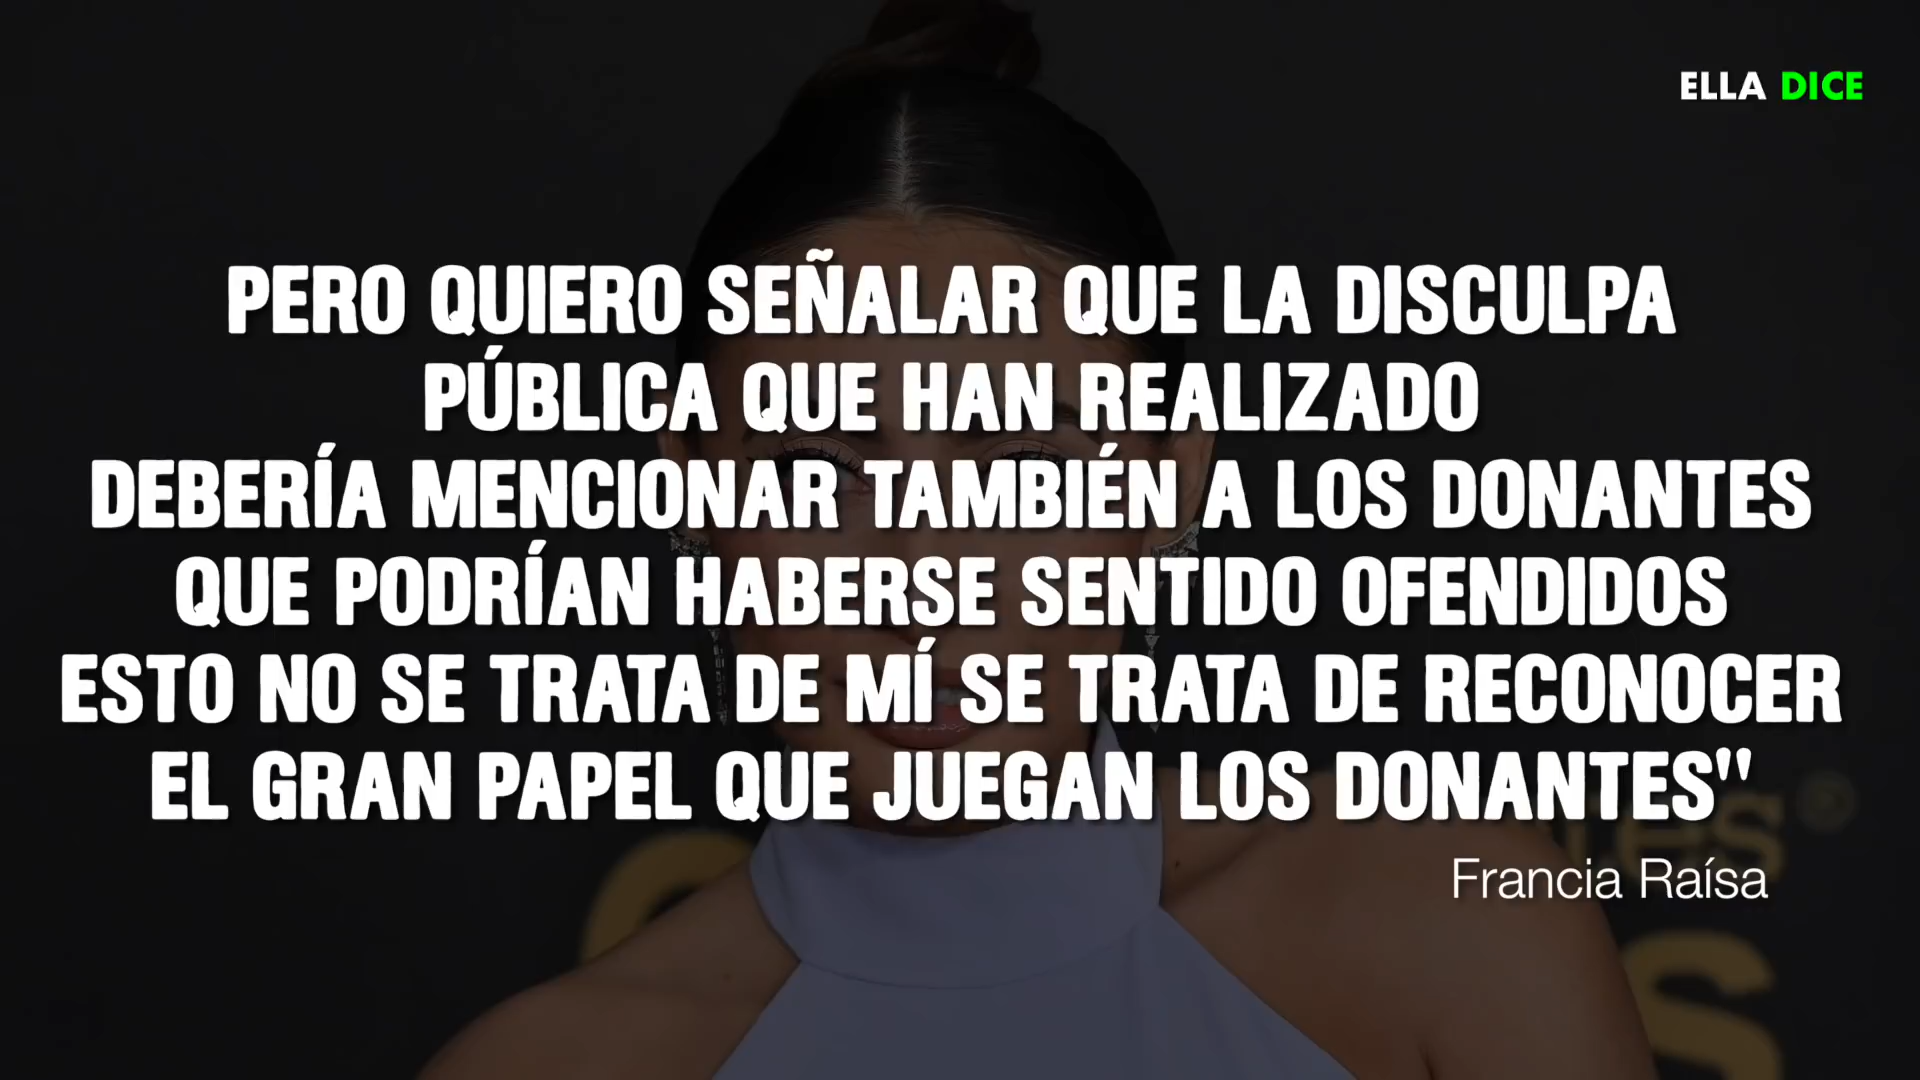 ELLA DICE
PERO QUIERO SEÑALAR QUE LA DISCULPA
PÚBLICA QUE HAN REALIZADO
DEBERÍA MENCIONAR TAMBIÉN A LOS DONANTES
QUE PODRÍAN HABERSE SENTIDO OFENDIDOS
ESTO NO SE TRATA DE MÍ SE TRATA DE RECONOCER
EL GRAN PAPEL QUE JUEGAN LOS DONANTES"
Francia Raísa